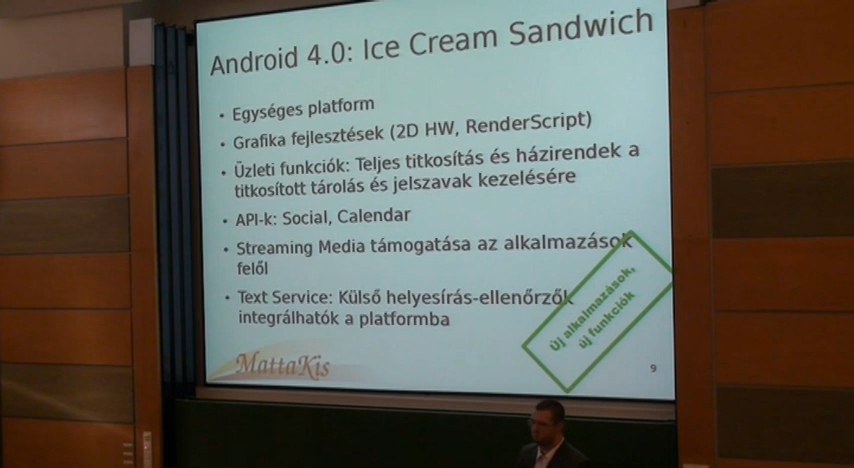 Android 4.0: Ice Cream Sandwich
• Egységes platform
• Grafika fejlesztések (2D HW, RenderScript)
• Üzleti funkciók: Teljes titkosítás és házirendek a
titkosított tárolás és jelszavak kezelésére
• API-k: Social, Calendar
• Streaming Media támogatása az alkalmazások
felől
• Text Service: Külső helyesírás-ellenőrzők
integrálhatók a platformba
Új alkalmazások,
új funkciók
MattaKis
9